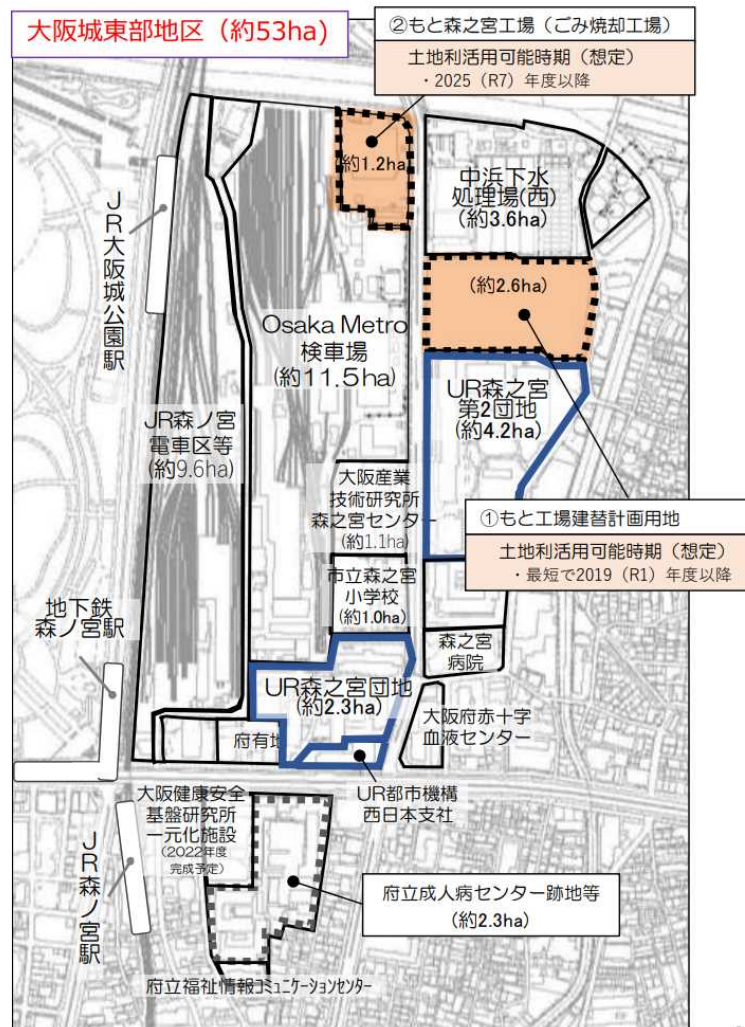 大阪城東部地区（約53ha）
②もと森之宮工場（ごみ焼却工場）
土地利活用可能時期（想定）
・2025（R7）年度以降
約1.2ha)
中浜下水
処理場(西)
(約3.6ha)
JR大阪城公園駅
(約2.6ha)
Osaka Metro
検車場
(約11.5ha)
UR森之宮
第2団地
(約4.2ha)
JR森ノ宮
電車区等
(約9.6ha)
大阪産業
技術研究所
森之宮センター
(約1.1ha)
①もと工場建替計画用地
土地利活用可能時期（想定）
・最短で2019（R1）年度以降
市立森之宮
小学校
(約1.0ha)
地下鉄
森ノ宮駅
森之宮
病院
UR森之宮団地
(約2.3ha)
大阪府赤十字
血液センター
府有地
UR都市機構
西日本支社
大阪健康安全
基盤研究所
一元化施設
(2022年度
完成予定)
JR森ノ宮駅
府立成人病センター跡地等
(約2.3ha)
府立福祉情報コミュニケーションセンター